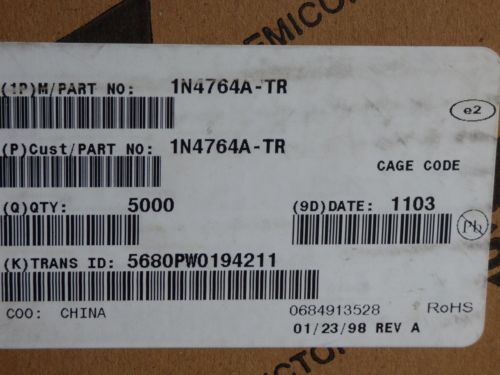 EMICON
(1P)M/PART NO: 1N4764A-TR
e2
(P)Cust/PART NO: 1N4764A-TR
CAGE CODE
(Q)QTY: 5000 (9D)DATE: 1103
(K)TRANS ID: 5680PW0194211
COO: CHINA 0684913528 RoHS
01/23/98 REV A